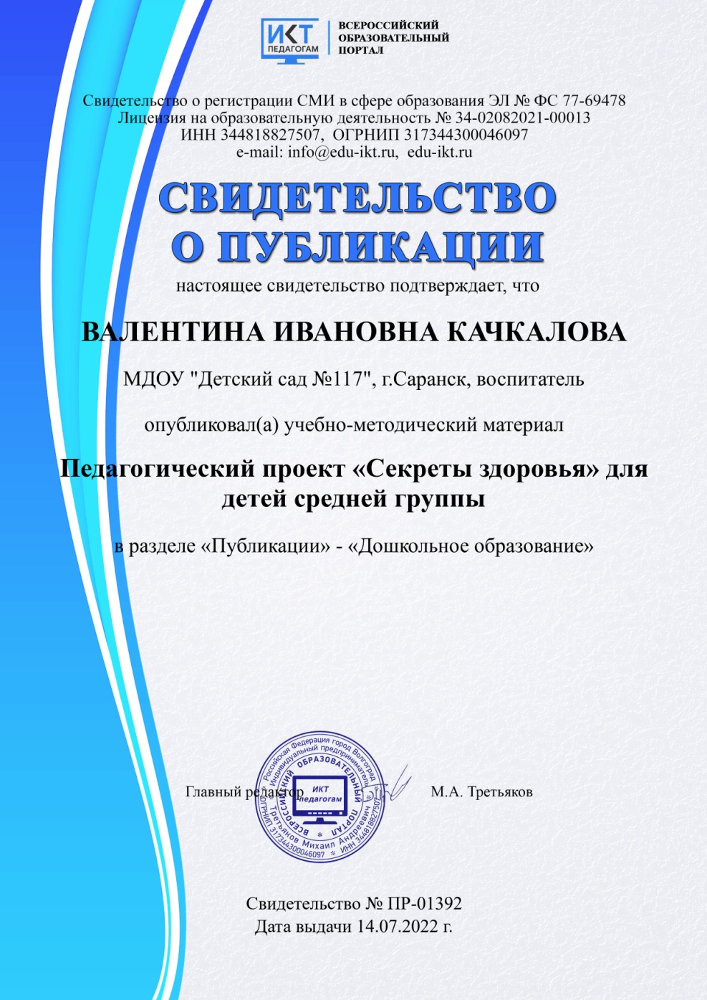 ИКТ
ПЕДАГОГАМ
ВСЕРОССИЙСКИЙ
ОБРАЗОВАТЕЛЬНЫЙ
ПОРТАЛ
Свидетельство о регистрации СМИ в сфере образования ЭЛ № ФС 77-69478
Лицензия на образовательную деятельность № 34-02082021-00013
ИНН 344818827507, ОГРНИП 317344300046097
e-mail: info@edu-ikt.ru, edu-ikt.ru
СВИДЕТЕЛЬСТВО
О ПУБЛИКАЦИИ
настоящее свидетельство подтверждает, что
ВАЛЕНТИНА ИВАНОВНА КАЧКАЛОВА
МДОУ "Детский сад №117", г.Саранск, воспитатель
опубликовал(а) учебно-методический материал
Педагогический проект «Секреты здоровья» для
детей средней группы
в разделе «Публикации» - «Дошкольное образование»
Российская Федерация город Волгоград
Индивидуальный предприниматель
ВСЕРОССИЙСКИЙ ОБРАЗОВАТЕЛЬНЫЙ ПОРТАЛ
ИКТ
педагогам
Третьяков Михаил Андреевич
ОГРНИП 317344300046097 * ИНН 344818827507
Главный редактор
М.А. Третьяков
Свидетельство № ПР-01392
Дата выдачи 14.07.2022 г.